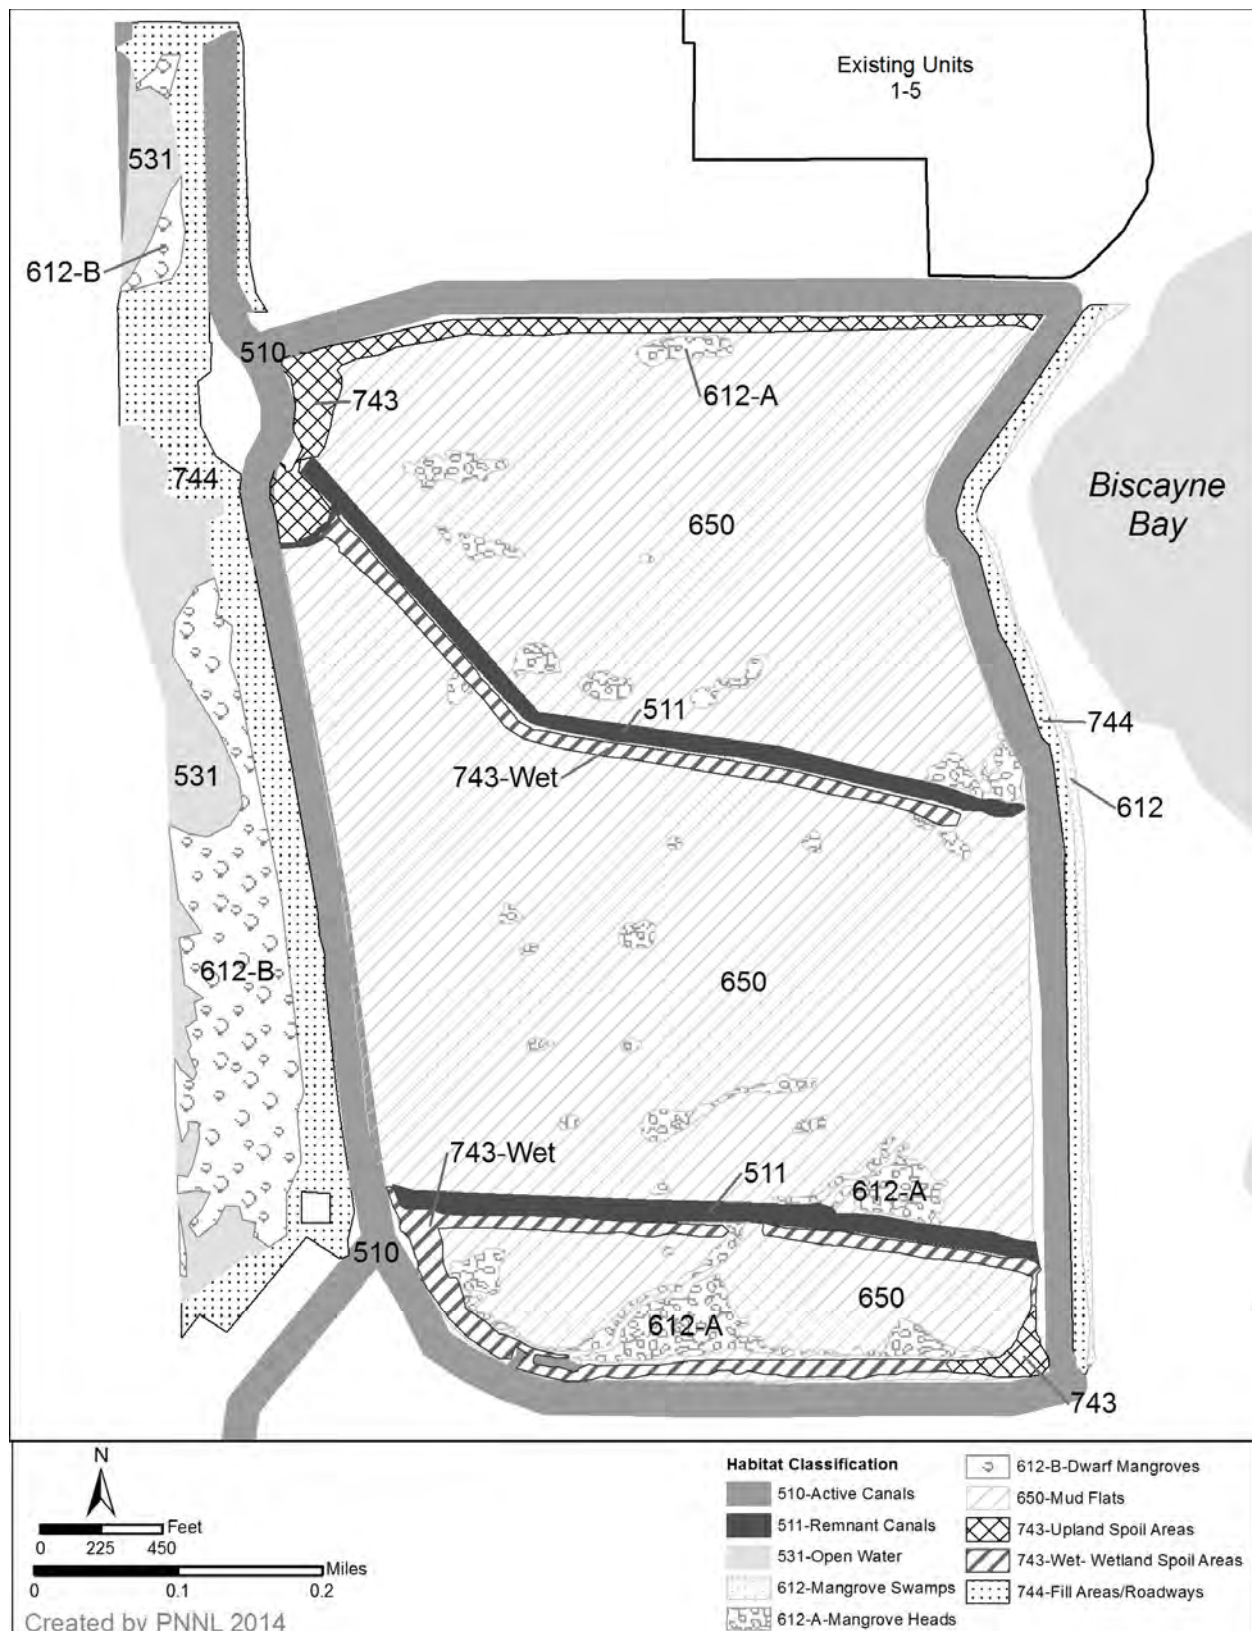 Existing Units
1-5
531
612-B
510
743
612-A
744
650
Biscayne
Bay
511
743-Wet
744
612
531
612-B
650
743-Wet
511
612-A
510
650
612-A
743
N
Feet
0 225 450
Miles
0 0.1 0.2
Created by PNNL 2014
Habitat Classification
510-Active Canals
511-Remnant Canals
531-Open Water
612-Mangrove Swamps
612-A-Mangrove Heads
612-B-Dwarf Mangroves
650-Mud Flats
743-Upland Spoil Areas
743-Wet- Wetland Spoil Areas
744-Fill Areas/Roadways